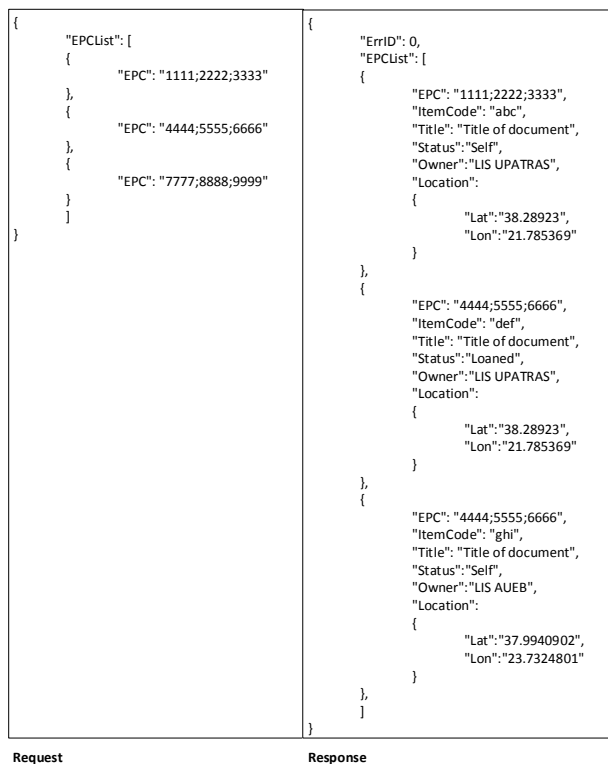 {
"EPCList": [
{
"EPC": "1111;2222;3333"
},
{
"EPC": "4444;5555;6666"
},
{
"EPC": "7777;8888;9999"
}
]
}
Request
{
"ErrID": 0,
"EPCList": [
{
"EPC": "1111;2222;3333",
"ItemCode": "abc",
"Title": "Title of document",
"Status":"Self",
"Owner":"LIS UPATRAS",
"Location":
{
"Lat":"38.28923",
"Lon":"21.785369"
}
},
{
"EPC": "4444;5555;6666",
"ItemCode": "def",
"Title": "Title of document",
"Status":"Loaned",
"Owner":"LIS UPATRAS",
"Location":
{
"Lat":"38.28923",
"Lon":"21.785369"
}
},
{
"EPC": "4444;5555;6666",
"ItemCode": "ghi",
"Title": "Title of document",
"Status":"Self",
"Owner":"LIS AUEB",
"Location":
{
"Lat":"37.9940902",
"Lon":"23.7324801"
}
},
]
}
Response